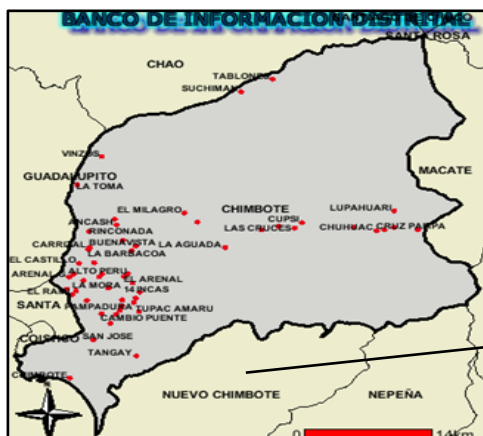 BANCO DE INFORMACION DISTRITAL
SANTA ROSA
CHAO
TABLONES
SUCHIMAN
VINZOS
MACATE
GUADALUPITO
LA TOMA
EL MILAGRO
CHIMBOTE
LUPAHUARI
ANCASH
CUPSI
RINCONADA
LAS CRUCES
CHUHUAC
CRUZ PAMPA
CARRIZAL
BUENAVISTA
LA AGUADA
LA BARBACOA
EL CASTILLO
ARENAL
ALTO PERU
EL ARENAL
LA MORA
14 INCAS
SANTA
PAMPADURA
TUPAC AMARU
CAMBIO PUENTE
COISHCO
SAN JOSE
TANGAY
CHIMBOTE
NUEVO CHIMBOTE
NEPEÑA
0 14km